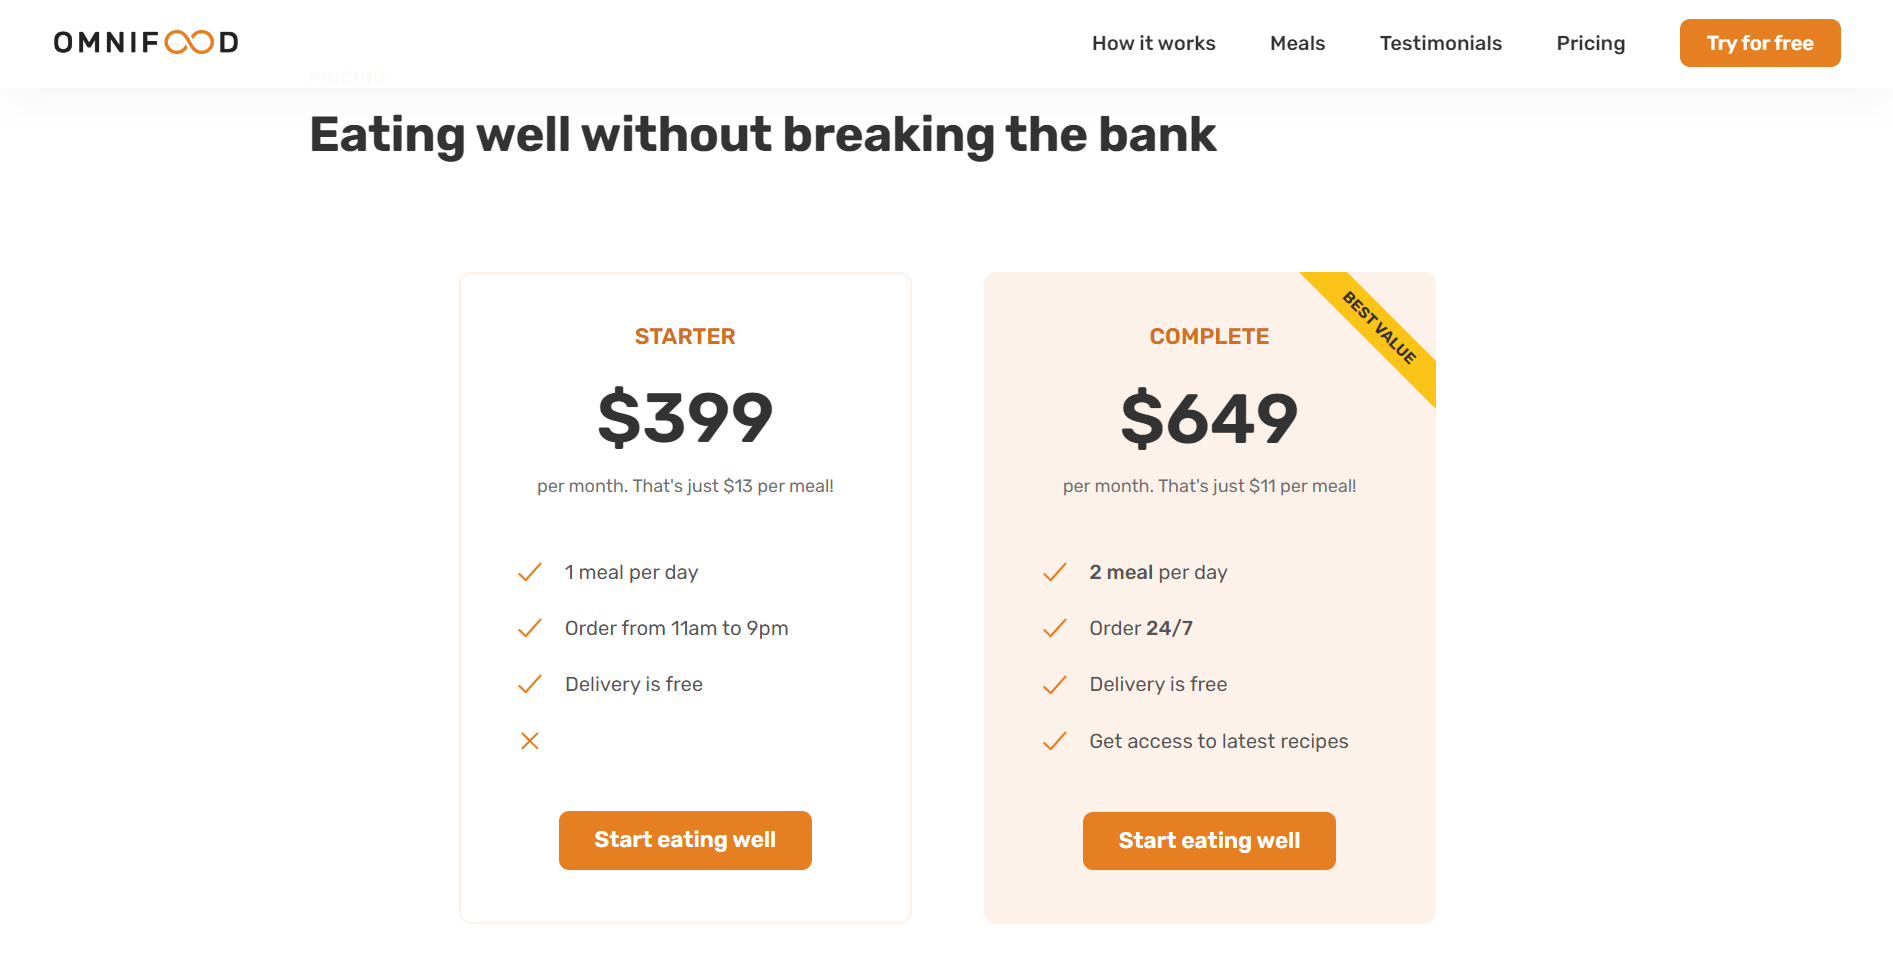 OMNIFOOD
How it works
Meals
Testimonials
Pricing
Try for free
PRICING
Eating well without breaking the bank
STARTER
$399
per month. That's just $13 per meal!
1 meal per day
Order from 11am to 9pm
Delivery is free
Start eating well
BEST VALUE
COMPLETE
$649
per month. That's just $11 per meal!
2 meal per day
Order 24/7
Delivery is free
Get access to latest recipes
Start eating well